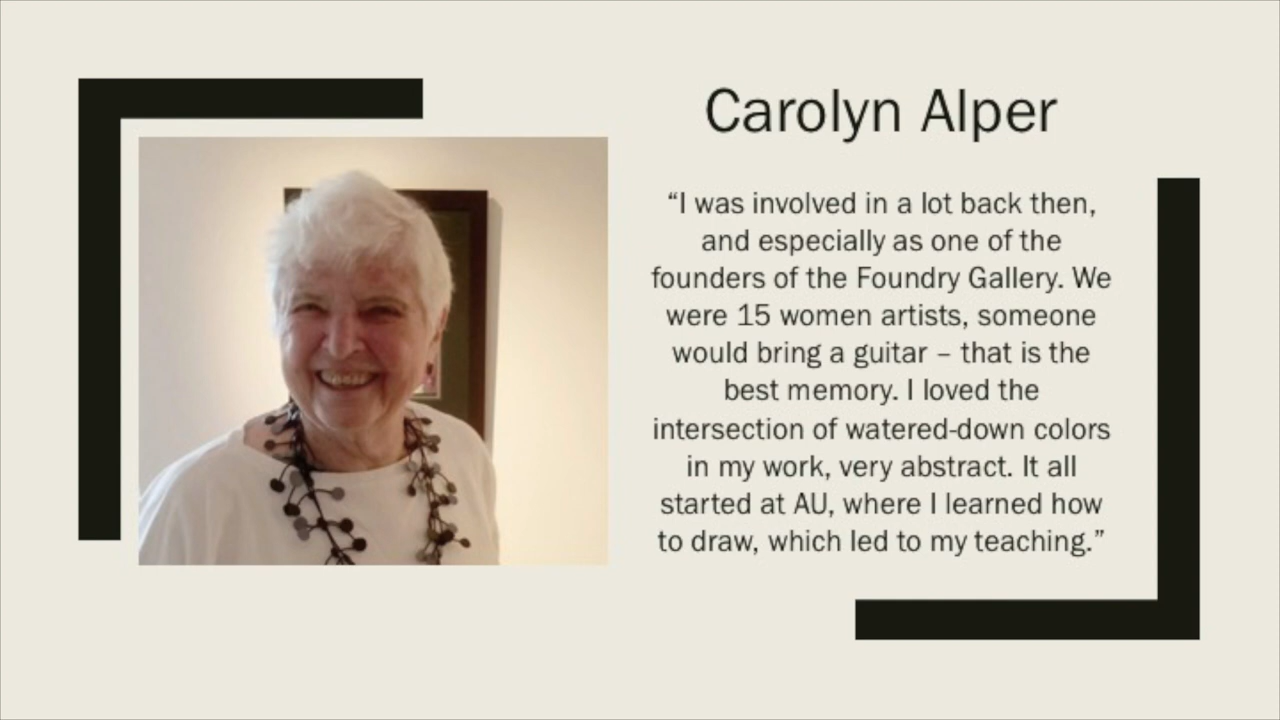 Carolyn Alper
“I was involved in a lot back then,
and especially as one of the
founders of the Foundry Gallery. We
were 15 women artists, someone
would bring a guitar – that is the
best memory. I loved the
intersection of watered-down colors
in my work, very abstract. It all
started at AU, where I learned how
to draw, which led to my teaching.”